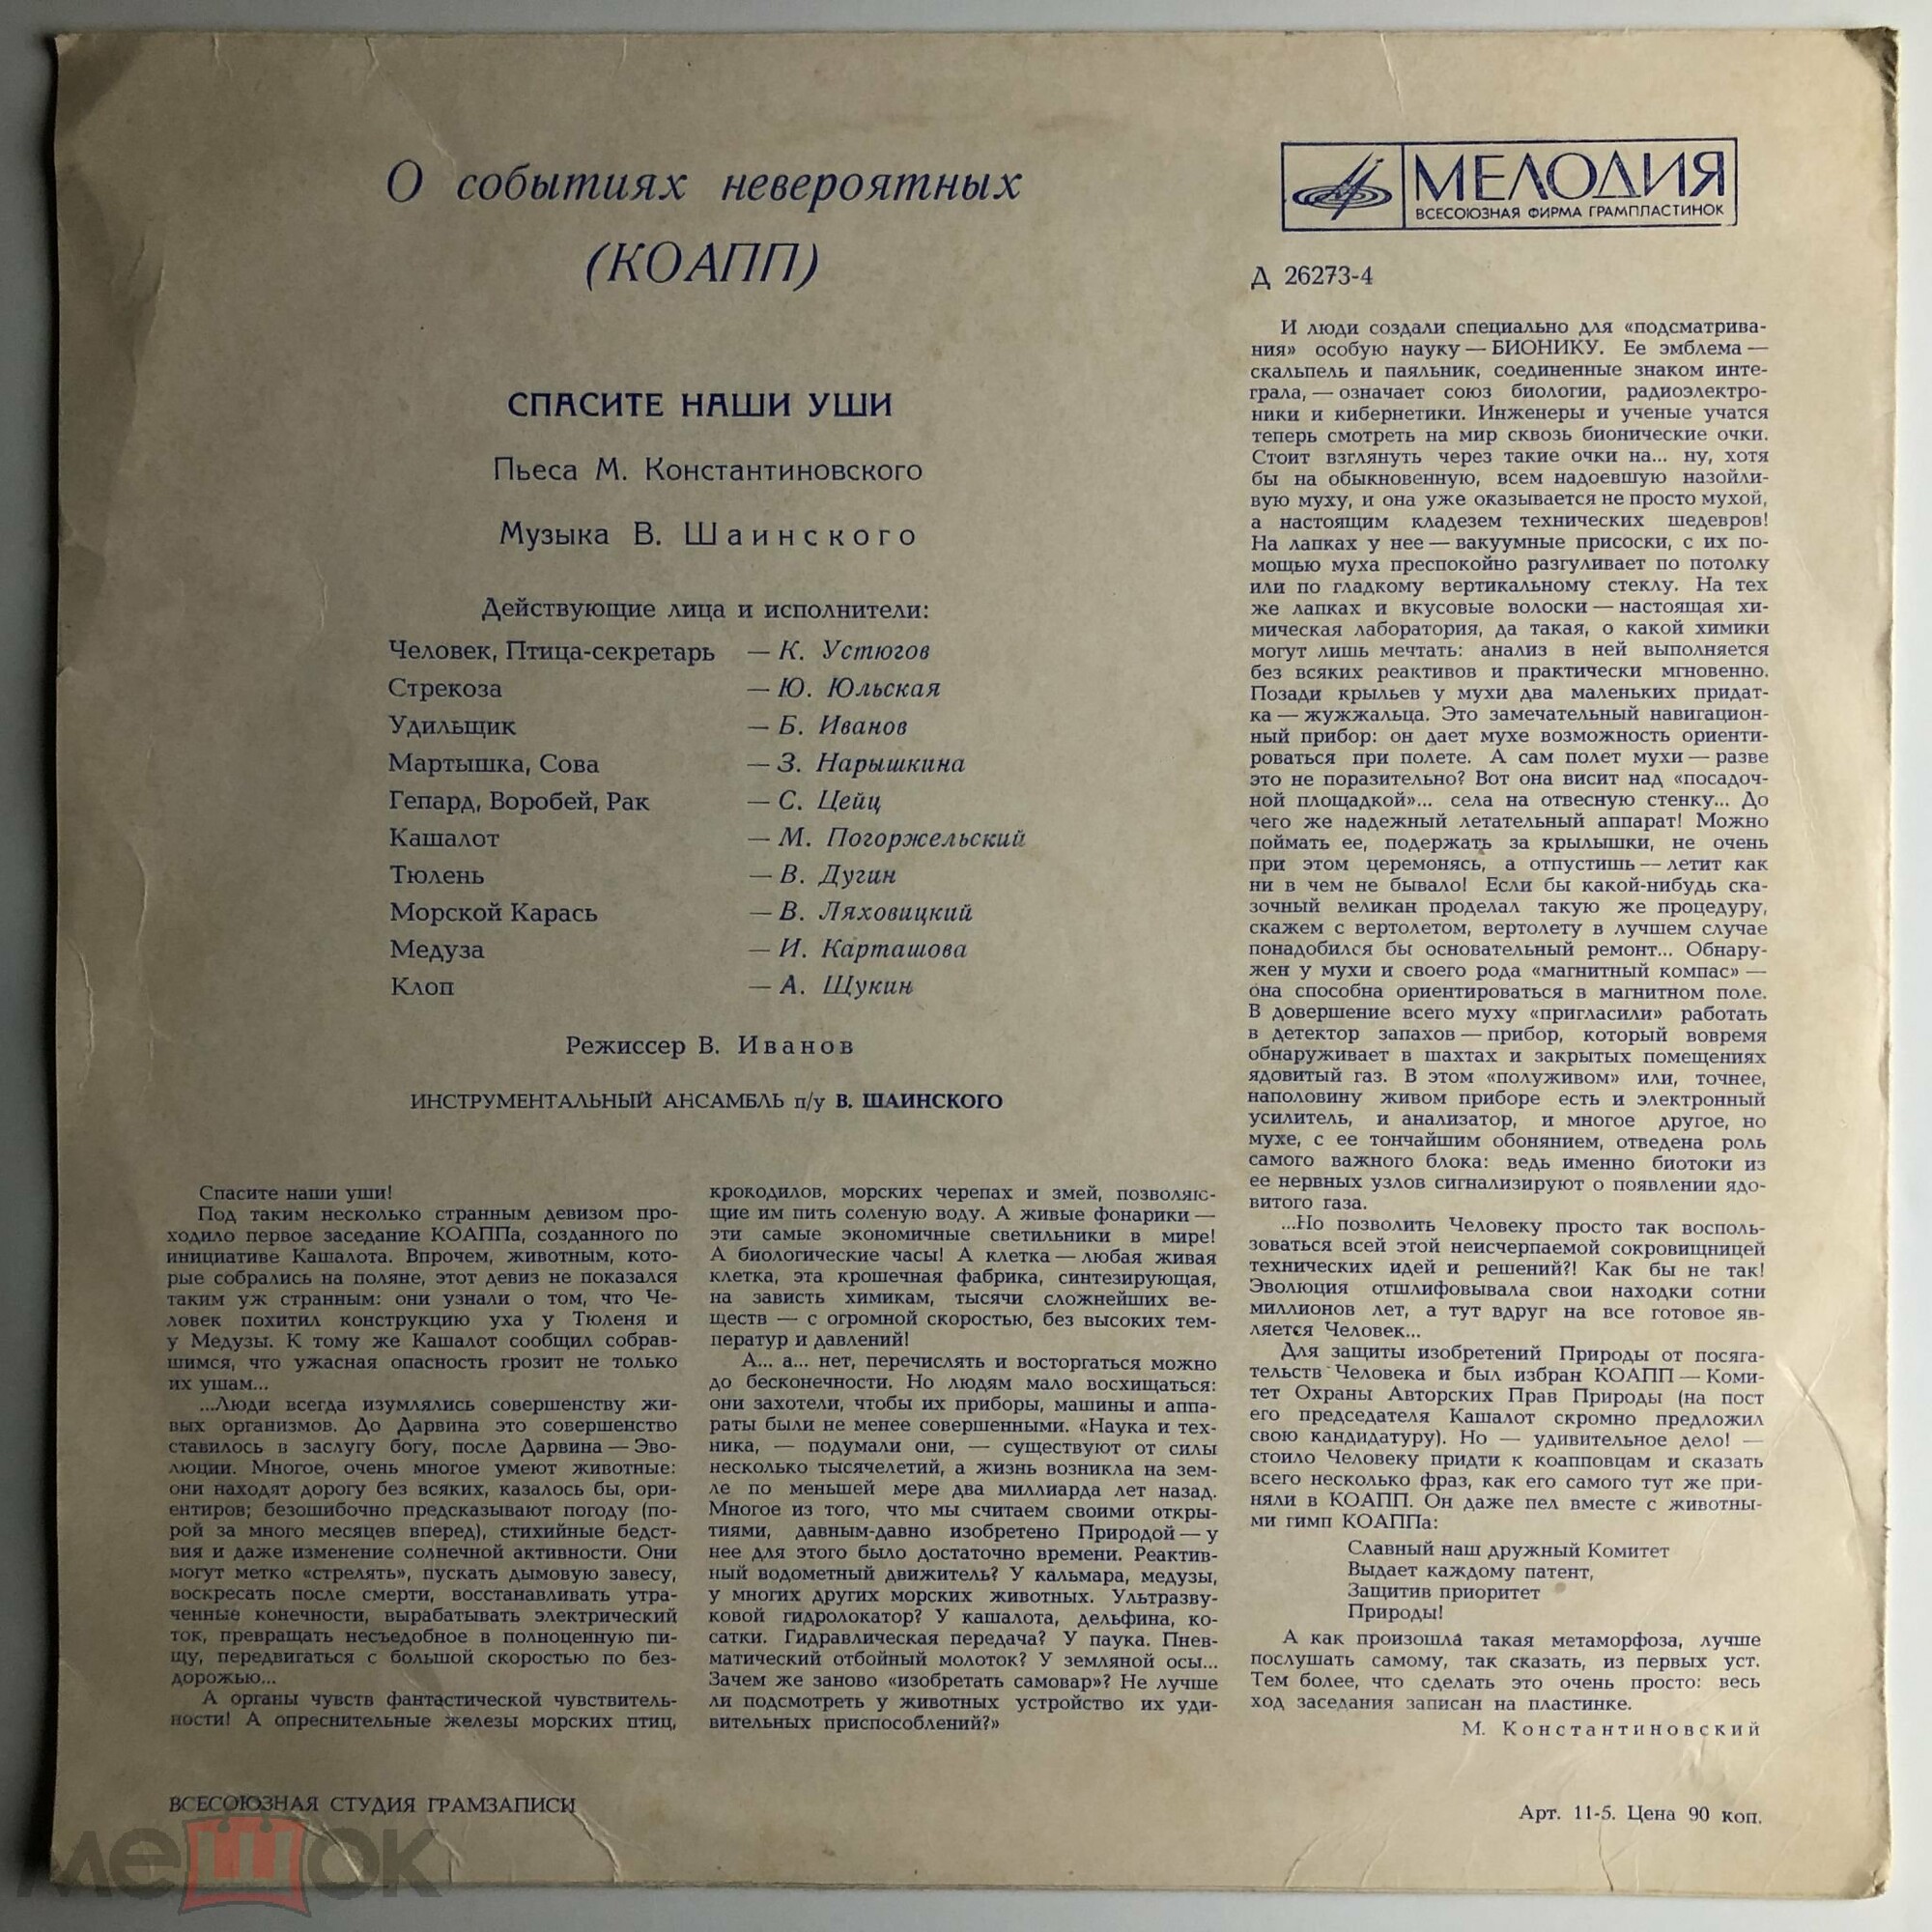 О событиях невероятных
(КОАПП)
СПАСИТЕ НАШИ УШИ
Пьеса М. Константиновского
Музыка В. Шаинского
Действующие лица и исполнители:
Человек, Птица-секретарь — К. Устюгов
Стрекоза — Ю. Юльская
Удильщик — Б. Иванов
Мартышка, Сова — З. Нарышкина
Гепард, Воробей, Рак — С. Цейц
Кашалот — М. Погоржельский
Тюлень — В. Дугин
Морской Карась — В. Ляховицкий
Медуза — И. Карташова
Клоп — А. Щукин
Режиссер В. Иванов
ИНСТРУМЕНТАЛЬНЫЙ АНСАМБЛЬ п/у В. ШАИНСКОГО
Спасите наши уши!
Под таким несколько странным девизом про-
ходило первое заседание КОАППа, созданного по
инициативе Кашалота. Впрочем, животным, кото-
рые собрались на поляне, этот девиз не показался
таким уж странным: они узнали о том, что Че-
ловек похитил конструкцию уха у Тюленя и
у Медузы. К тому же Кашалот сообщил собрав-
шимся, что ужасная опасность грозит не только
их ушам...
...Люди всегда изумлялись совершенству жи-
вых организмов. До Дарвина это совершенство
ставилось в заслугу богу, после Дарвина — Эво-
люции. Многое, очень многое умеют животные:
они находят дорогу без всяких, казалось бы, ори-
ентиров; безошибочно предсказывают погоду (по-
рой за много месяцев вперед), стихийные бедст-
вия и даже изменение солнечной активности. Они
могут метко «стрелять», пускать дымовую завесу,
воскресать после смерти, восстанавливать утра-
ченные конечности, вырабатывать электрический
ток, превращать несъедобное в полноценную пи-
щу, передвигаться с большой скоростью по без-
дорожью...
А органы чувств фантастической чувствитель-
ности! А опреснительные железы морских птиц,
крокодилов, морских черепах и змей, позволяю-
щие им пить соленую воду. А живые фонарики —
эти самые экономичные светильники в мире!
А биологические часы! А клетка — любая живая
клетка, эта крошечная фабрика, синтезирующая,
на зависть химикам, тысячи сложнейших ве-
ществ — с огромной скоростью, без высоких тем-
ператур и давлений!
А... а... нет, перечислять и восторгаться можно
до бесконечности. Но людям мало восхищаться:
они захотели, чтобы их приборы, машины и аппа-
раты были не менее совершенными. «Наука и тех-
ника, — подумали они, — существуют от силы
несколько тысячелетий, а жизнь возникла на зем-
ле по меньшей мере два миллиарда лет назад.
Многое из того, что мы считаем своими откры-
тиями, давным-давно изобретено Природой — у
нее для этого было достаточно времени. Реактив-
ный водометный движитель? У кальмара, медузы,
у многих других морских животных. Ультразву-
ковой гидролокатор? У кашалота, дельфина, ко-
сатки. Гидравлическая передача? У паука. Пнев-
матический отбойный молоток? У земляной осы...
Зачем же заново «изобретать самовар»? Не лучше
ли подсмотреть у животных устройство их уди-
вительных приспособлений?»
МЕЛОДИЯ
ВСЕСОЮЗНАЯ ФИРМА ГРАМПЛАСТИНОК
Д 26273-4
И люди создали специально для «подсматрива-
ния» особую науку — БИОНИКУ. Ее эмблема —
скальпель и паяльник, соединенные знаком инте-
грала, — означает союз биологии, радиоэлектро-
ники и кибернетики. Инженеры и ученые учатся
теперь смотреть на мир сквозь бионические очки.
Стоит взглянуть через такие очки на... ну, хотя
бы на обыкновенную, всем надоевшую назойли-
вую муху, и она уже оказывается не просто мухой,
а настоящим кладезем технических шедевров!
На лапках у нее — вакуумные присоски, с их по-
мощью муха преспокойно разгуливает по потолку
или по гладкому вертикальному стеклу. На тех
же лапках и вкусовые волоски — настоящая хи-
мическая лаборатория, да такая, о какой химики
могут лишь мечтать: анализ в ней выполняется
без всяких реактивов и практически мгновенно.
Позади крыльев у мухи два маленьких придат-
ка — жужжальца. Это замечательный навигацион-
ный прибор: он дает мухе возможность ориенти-
роваться при полете. А сам полет мухи — разве
это не поразительно? Вот она висит над «посадоч-
ной площадкой»... села на отвесную стенку... До
чего же надежный летательный аппарат! Можно
поймать ее, подержать за крылышки, не очень
при этом церемонясь, а отпустишь — летит как
ни в чем не бывало! Если бы какой-нибудь ска-
зочный великан проделал такую же процедуру,
скажем с вертолетом, вертолету в лучшем случае
понадобился бы основательный ремонт... Обнару-
жен у мухи и своего рода «магнитный компас» —
она способна ориентироваться в магнитном поле.
В довершение всего муху «пригласили» работать
в детектор запахов — прибор, который вовремя
обнаруживает в шахтах и закрытых помещениях
ядовитый газ. В этом «полуживом» или, точнее,
наполовину живом приборе есть и электронный
усилитель, и анализатор, и многое другое, но
мухе, с ее тончайшим обонянием, отведена роль
самого важного блока: ведь именно биотоки из
ее нервных узлов сигнализируют о появлении ядо-
витого газа.
...Но позволить Человеку просто так восполь-
зоваться всей этой неисчерпаемой сокровищницей
технических идей и решений?! Как бы не так!
Эволюция отшлифовывала свои находки сотни
миллионов лет, а тут вдруг на все готовое яв-
ляется Человек...
Для защиты изобретений Природы от посяга-
тельств Человека и был избран КОАПП — Коми-
тет Охраны Авторских Прав Природы (на пост
его председателя Кашалот скромно предложил
свою кандидатуру). Но — удивительное дело! —
стоило Человеку придти к коапповцам и сказать
всего несколько фраз, как его самого тут же при-
няли в КОАПП. Он даже пел вместе с животны-
ми гимн КОАППа:
Славный наш дружный Комитет
Выдает каждому патент,
Защитив приоритет
Природы!
А как произошла такая метаморфоза, лучше
послушать самому, так сказать, из первых уст.
Тем более, что сделать это очень просто: весь
ход заседания записан на пластинке.
М. Константиновский
ВСЕСОЮЗНАЯ СТУДИЯ ГРАМЗАПИСИ
Арт. 11-5. Цена 90 коп.
мешок